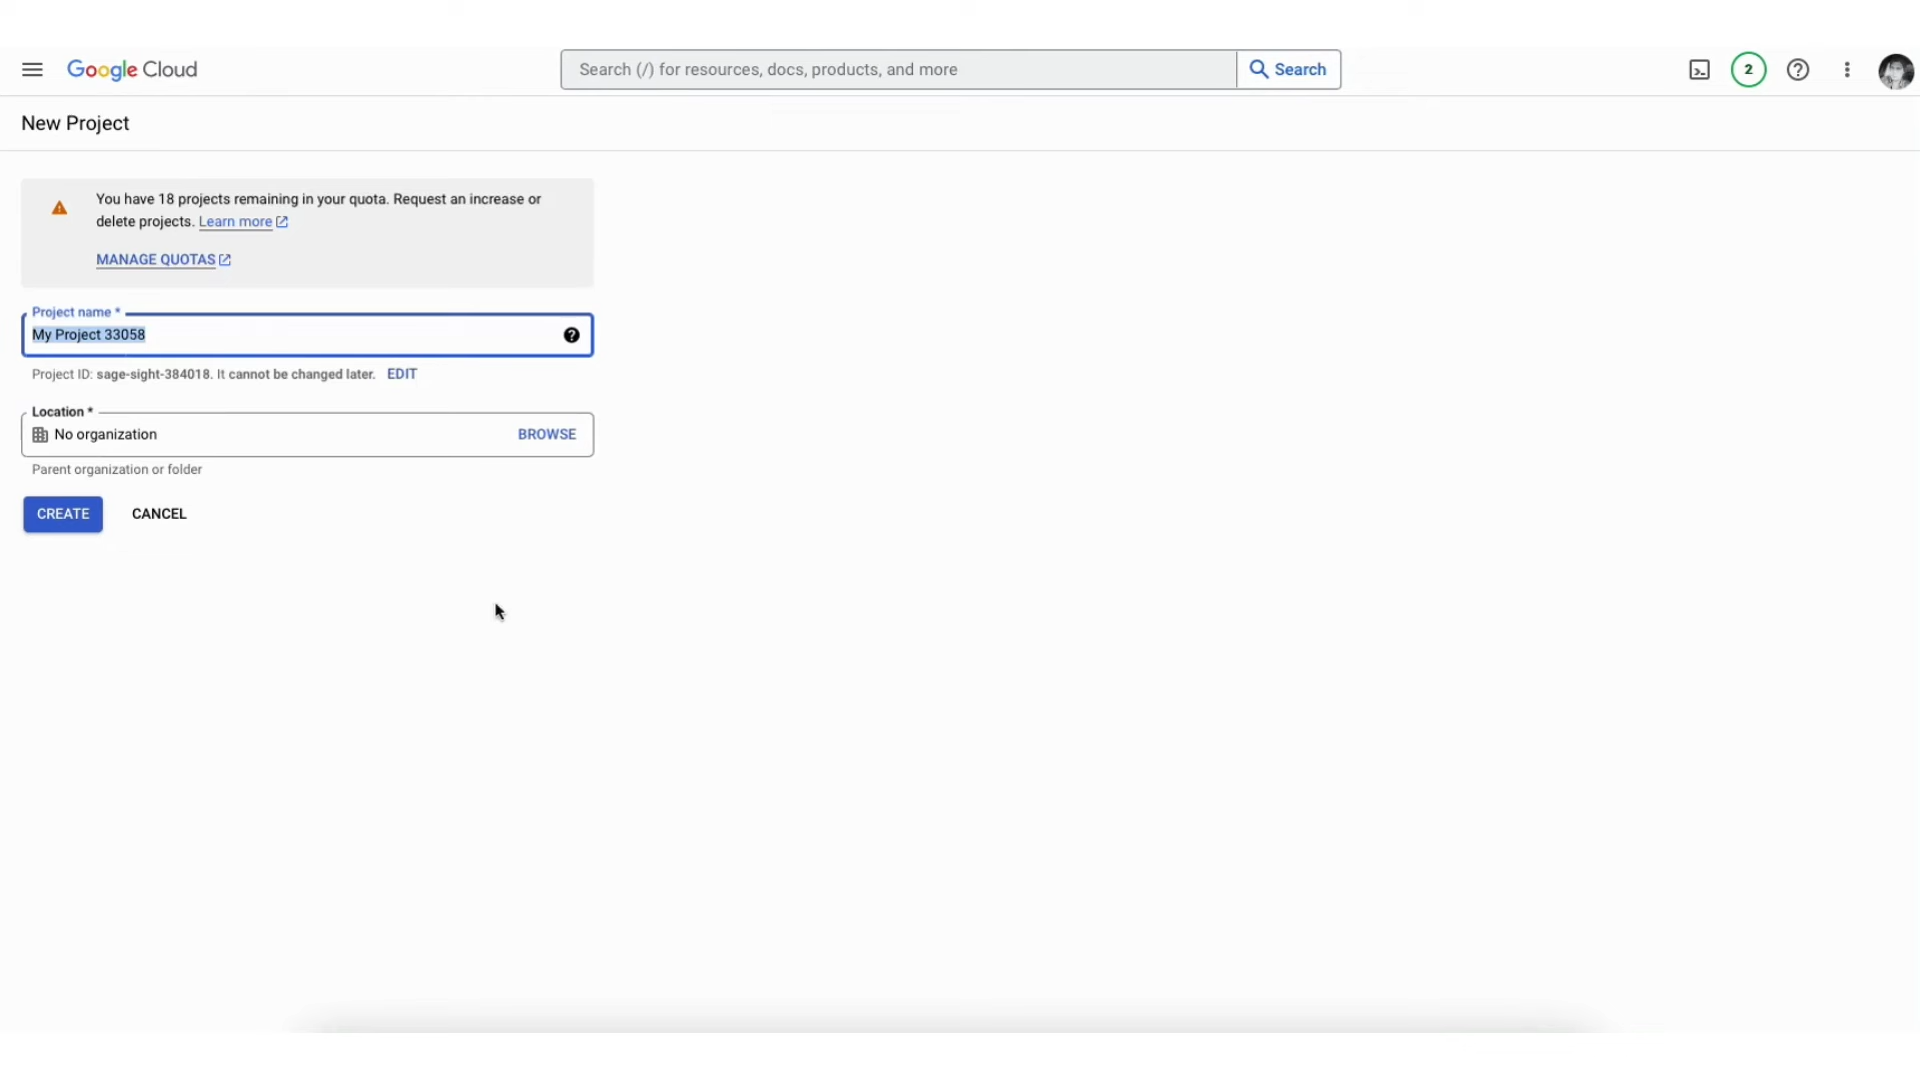 Google Cloud
Search (/) for resources, docs, products, and more
Search
2
New Project
You have 18 projects remaining in your quota. Request an increase or
delete projects. Learn more
MANAGE QUOTAS
Project name *
My Project 33058
Project ID: sage-sight-384018. It cannot be changed later. EDIT
Location *
No organization
BROWSE
Parent organization or folder
CREATE
CANCEL